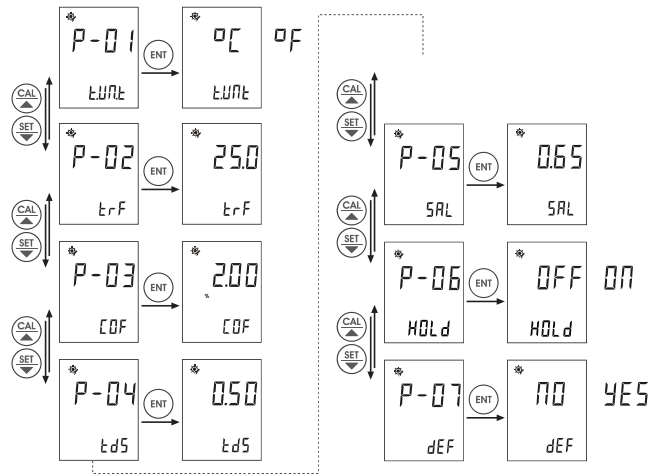 P-01
t.UN.t
ENT
°C
t.UNt
°F
CAL
SET
P-02
trF
ENT
25.0
trF
CAL
SET
P-03
COF
ENT
2.00
%
COF
CAL
SET
P-04
tdS
ENT
0.50
tdS
CAL
SET
P-05
SAL
ENT
0.65
SAL
CAL
SET
P-06
HOLd
ENT
OFF
HOLd
ON
CAL
SET
P-07
dEF
ENT
NO
dEF
YES